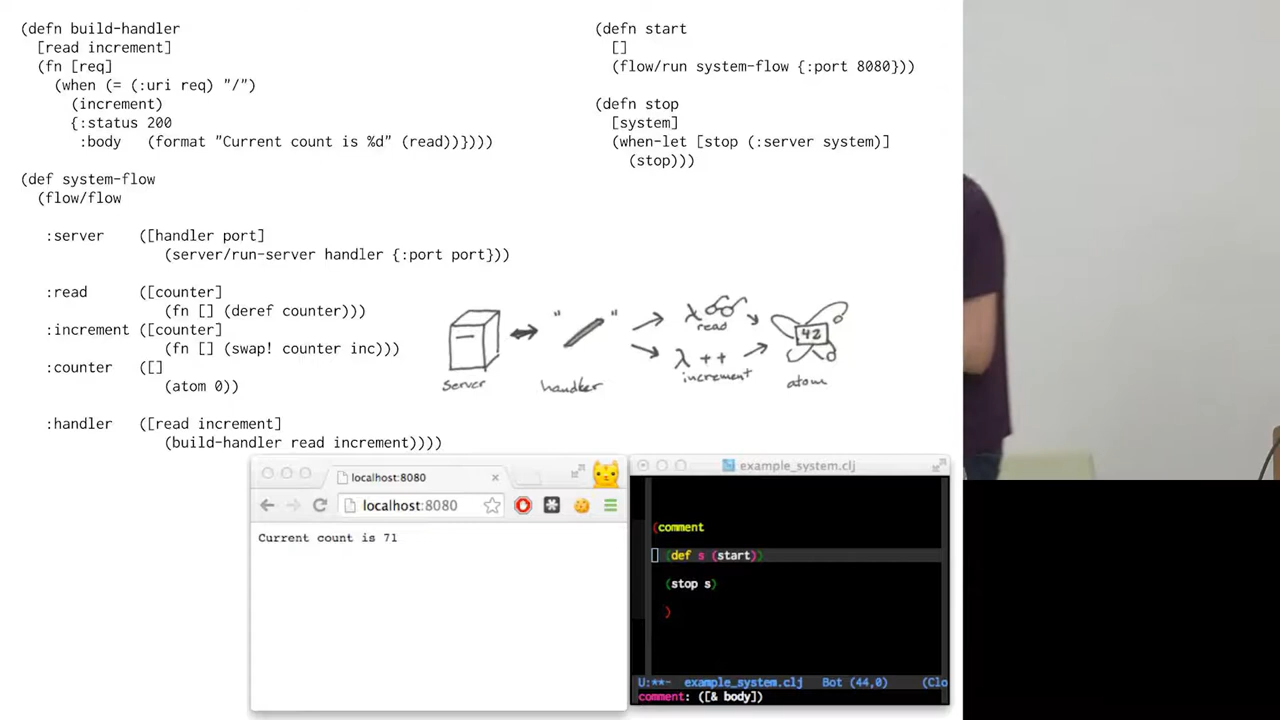 (defn build-handler
[read increment]
(fn [req]
(when (= (:uri req) "/")
(increment)
{:status 200
:body (format "Current count is %d" (read))})))
(def system-flow
(flow/flow
:server ([handler port]
(server/run-server handler {:port port}))
:read ([counter]
(fn [] (deref counter)))
:increment ([counter]
(fn [] (swap! counter inc)))
:counter ([]
(atom 0))
:handler ([read increment]
(build-handler read increment))))
(defn start
[]
(flow/run system-flow {:port 8080}))
(defn stop
[system]
(when-let [stop (:server system)]
(stop)))
server
" "
handler
λ
read
λ ++
increment
42
atom
localhost:8080
localhost:8080
Current count is 71
example_system.clj
(comment
(def s (start))
(stop s)
)
U:**- example_system.clj Bot (44,0) (Clo
comment: ([& body])